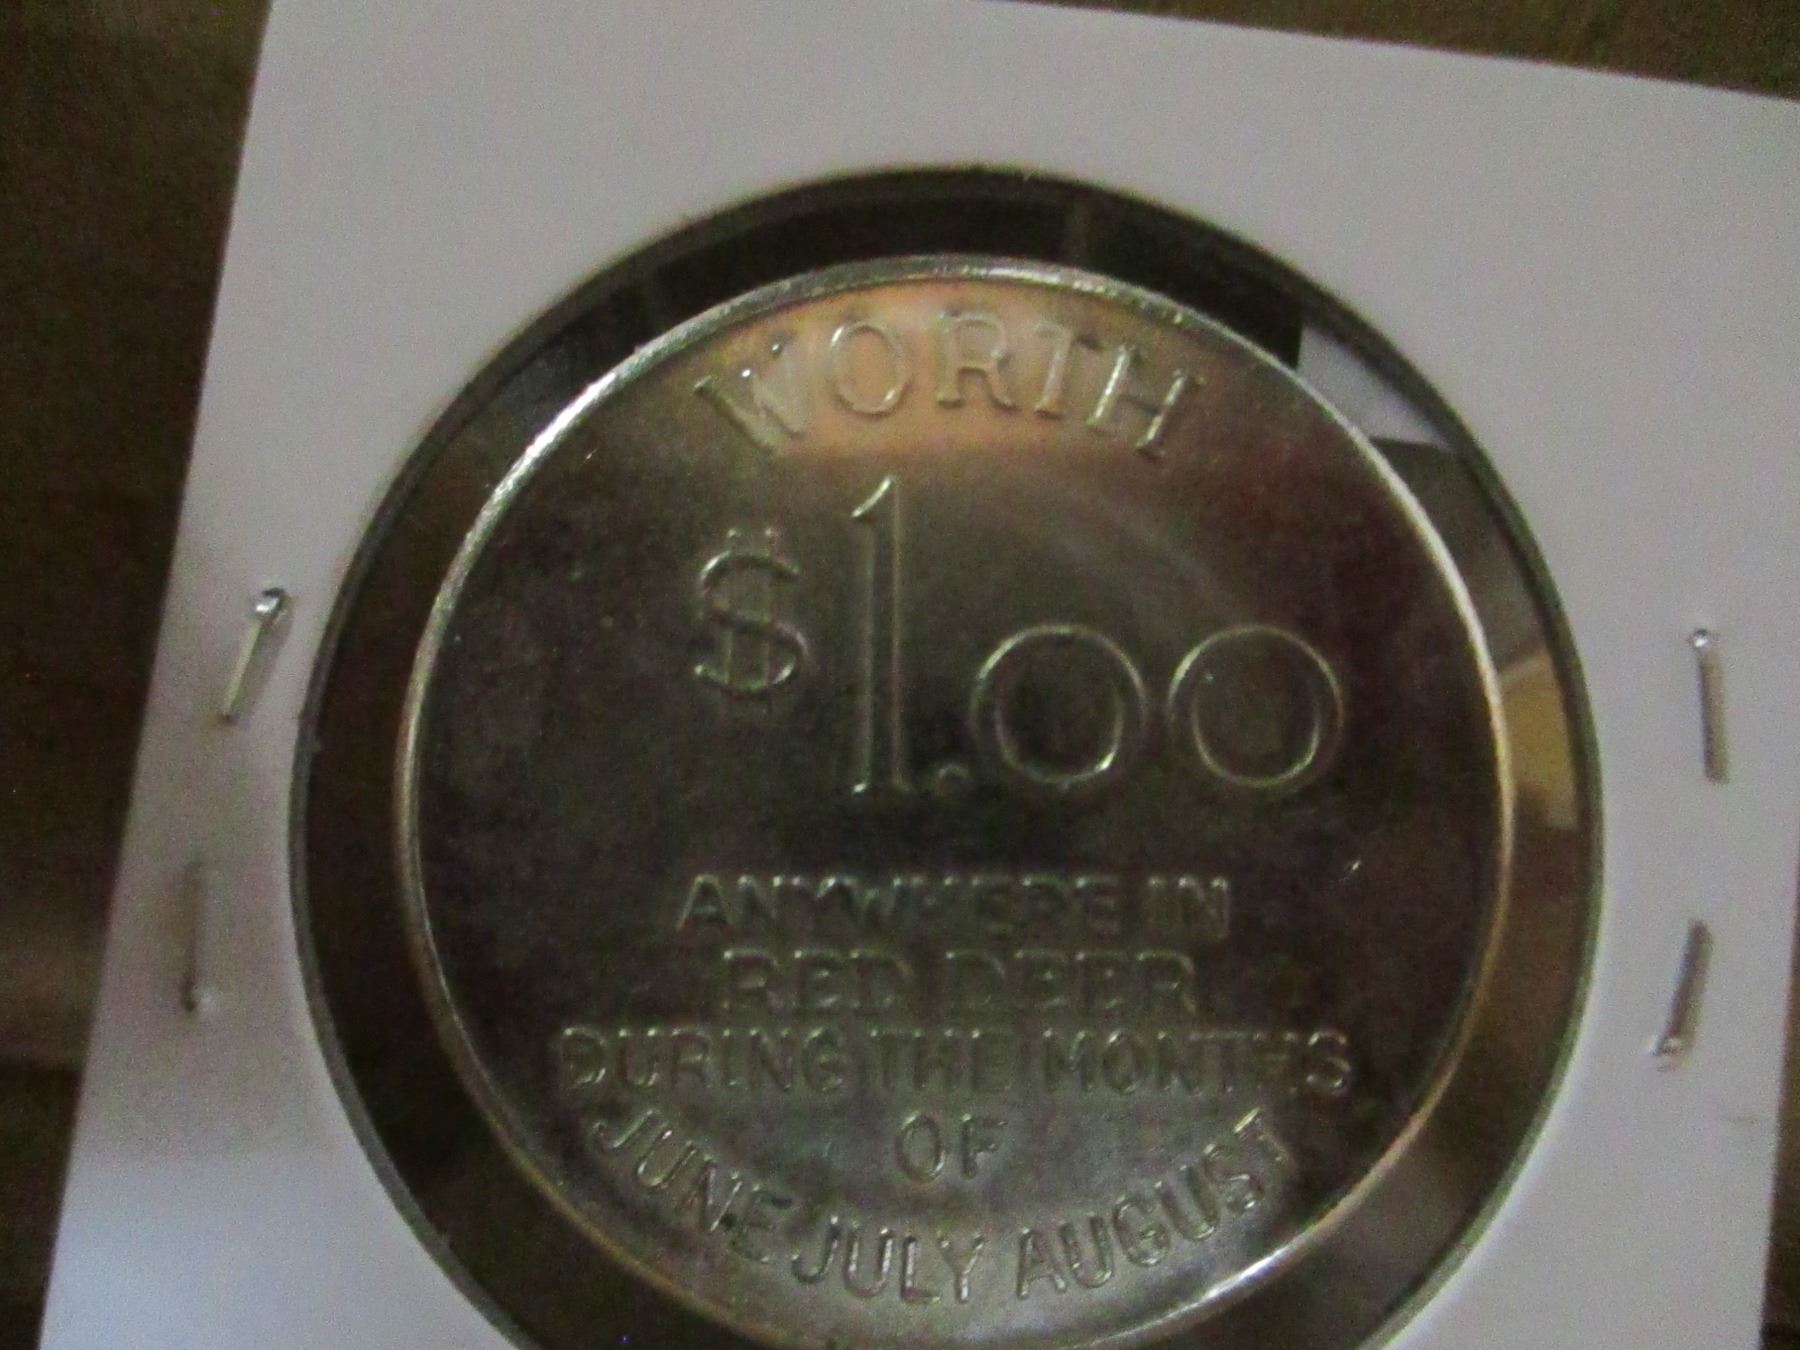 WORTH
$1.00
ANYWHERE IN
RED DEER
DURING THE MONTHS
OF
JUNE JULY AUGUST